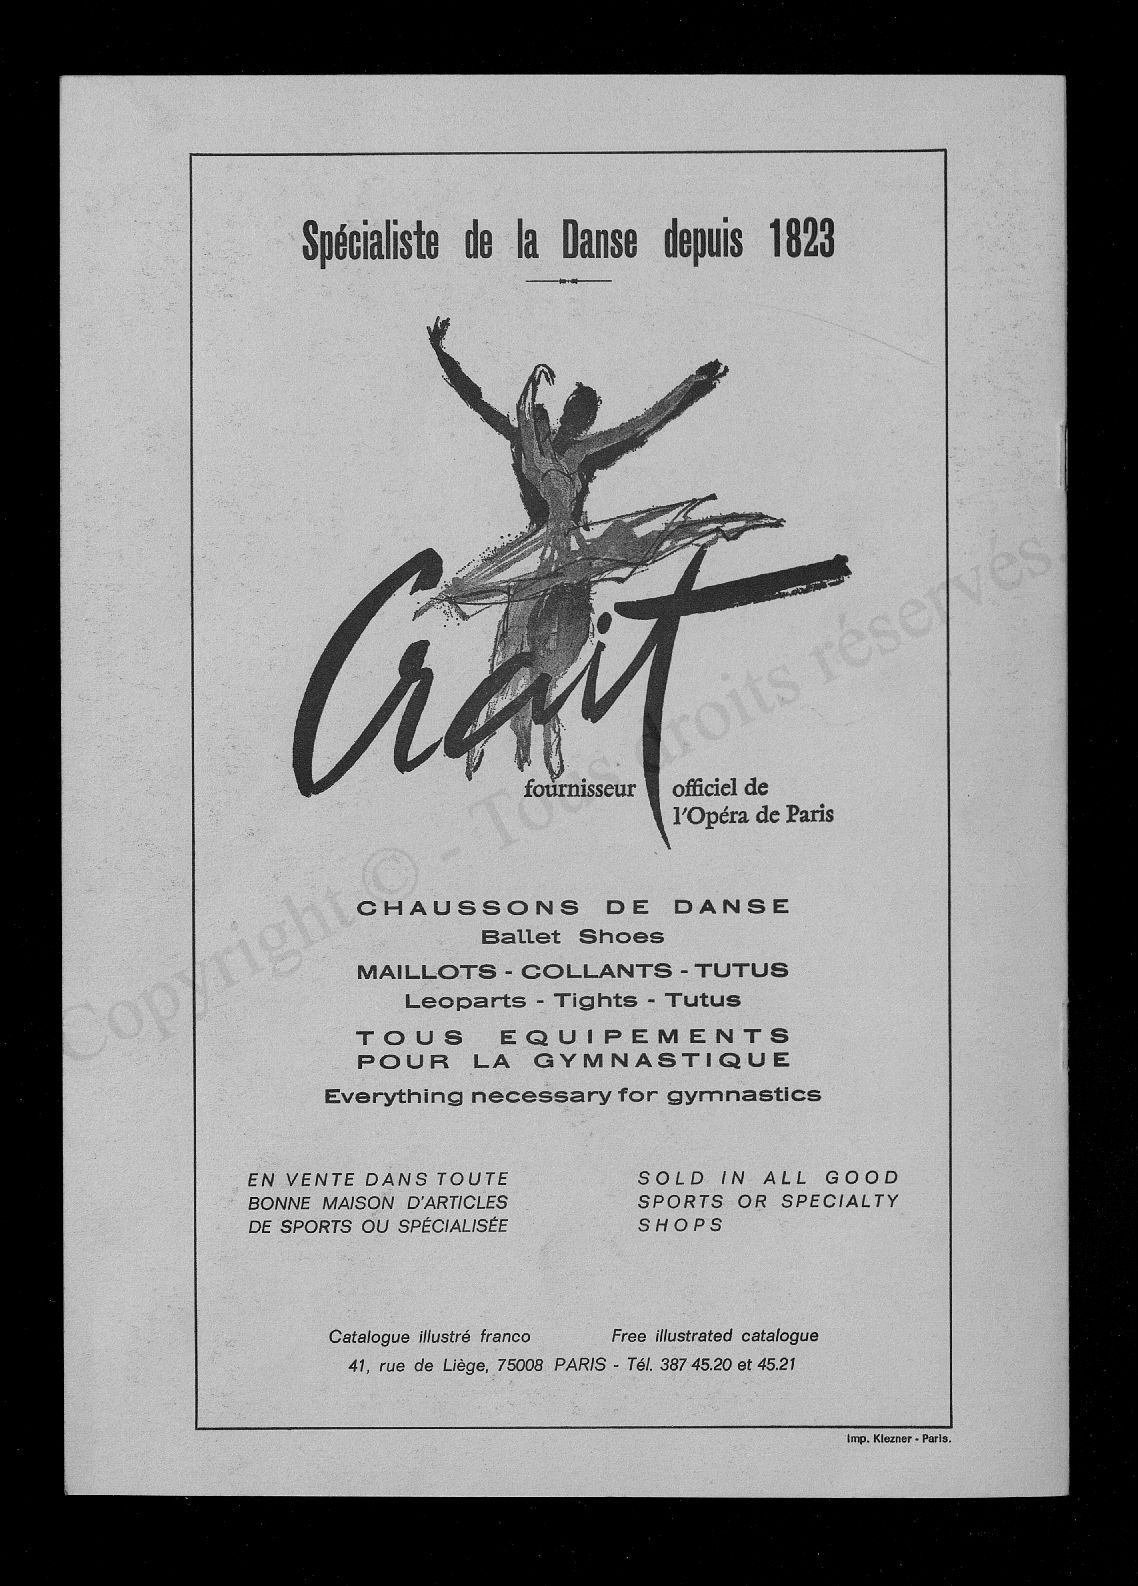 Spécialiste de la Danse depuis 1823
Crait
fournisseur officiel de
l'Opéra de Paris
CHAUSSONS DE DANSE
Ballet Shoes
MAILLOTS - COLLANTS - TUTUS
Leoparts - Tights - Tutus
TOUS EQUIPEMENTS
POUR LA GYMNASTIQUE
Everything necessary for gymnastics
EN VENTE DANS TOUTE
BONNE MAISON D'ARTICLES
DE SPORTS OU SPÉCIALISÉE
SOLD IN ALL GOOD
SPORTS OR SPECIALTY
SHOPS
Catalogue illustré franco Free illustrated catalogue
41, rue de Liège, 75008 PARIS - Tél. 387 45.20 et 45.21
Imp. Klezner - Paris.
Copyright © - Tous droits réservés.